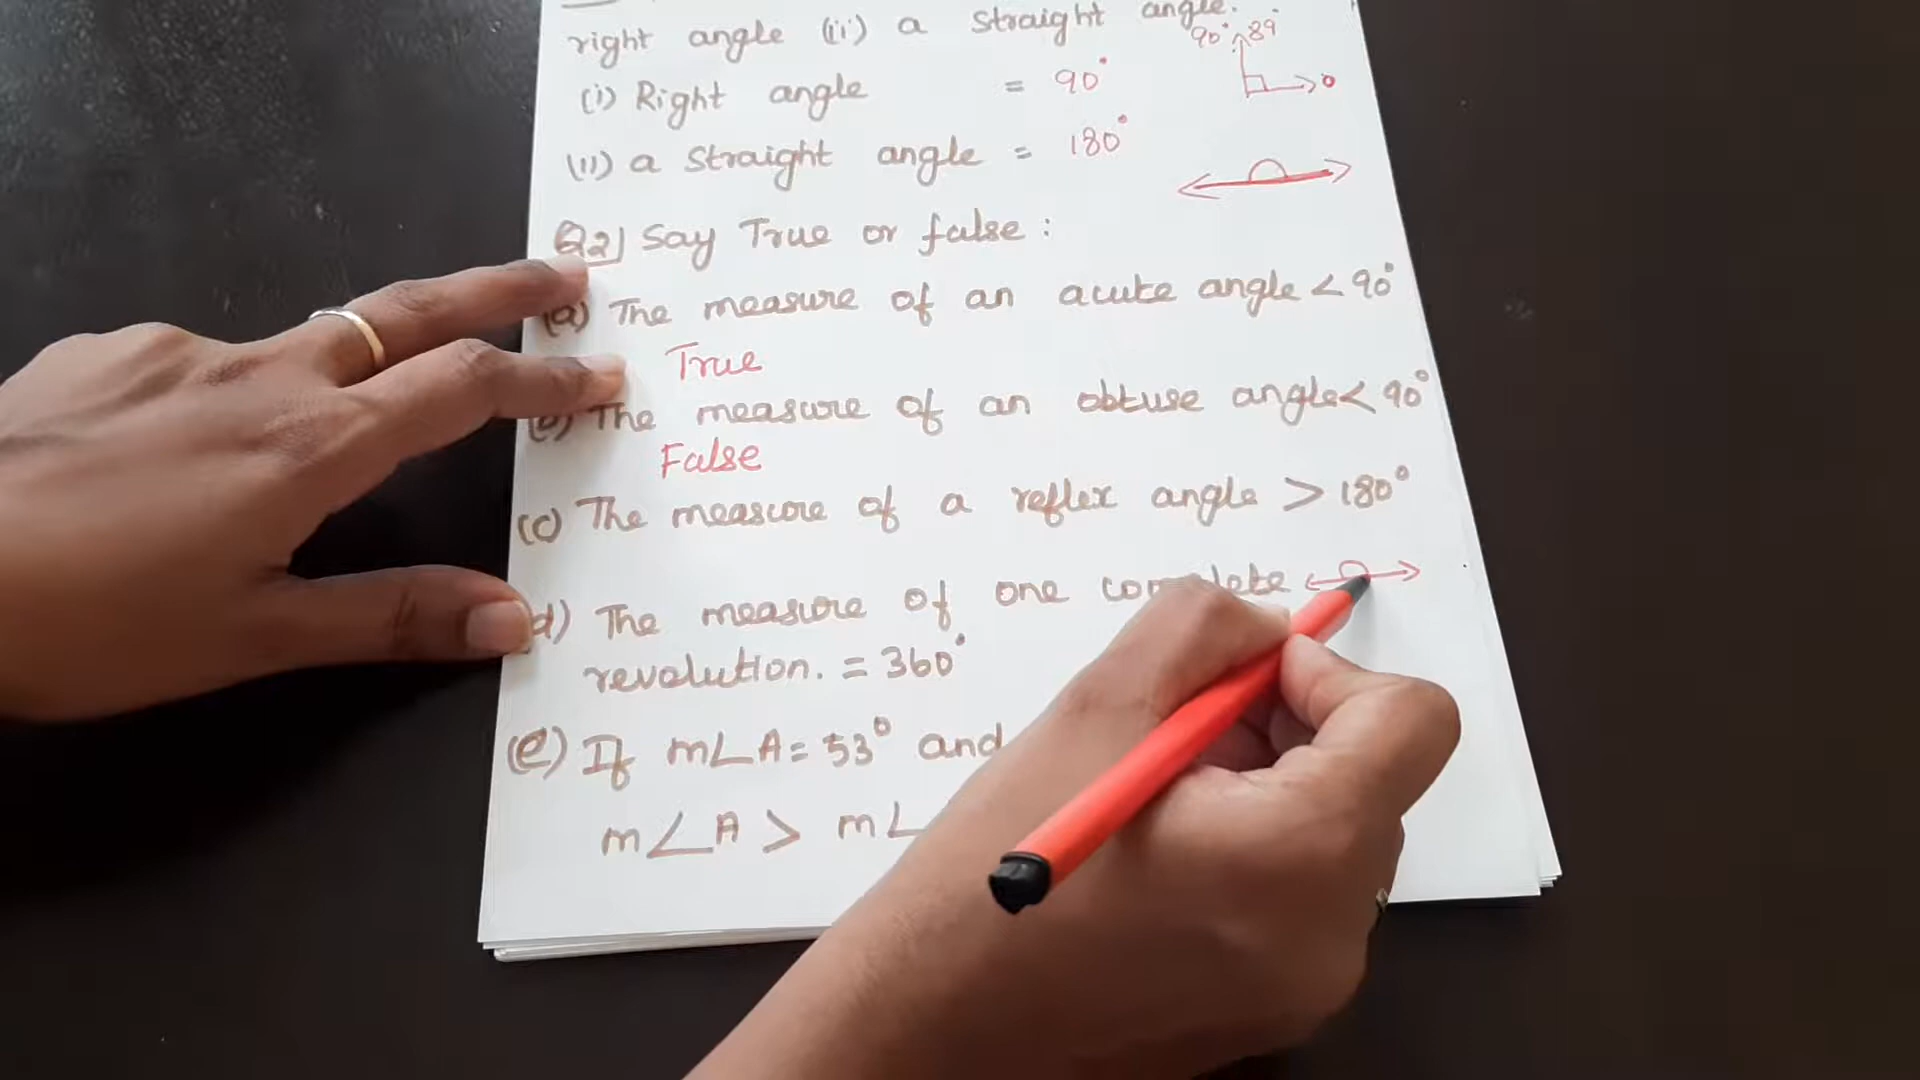 right angle (ii) a straight angle.
90° 89°
(i) Right angle = 90°
0
(ii) a straight angle = 180°
Q2) Say True or false :
(a) The measure of an acute angle < 90°
True
(b) The measure of an obtuse angle < 90°
False
(c) The measure of a reflex angle > 180°
d) The measure of one complete
revolution. = 360°
(e) If m∠A = 53° and
m∠A > m∠